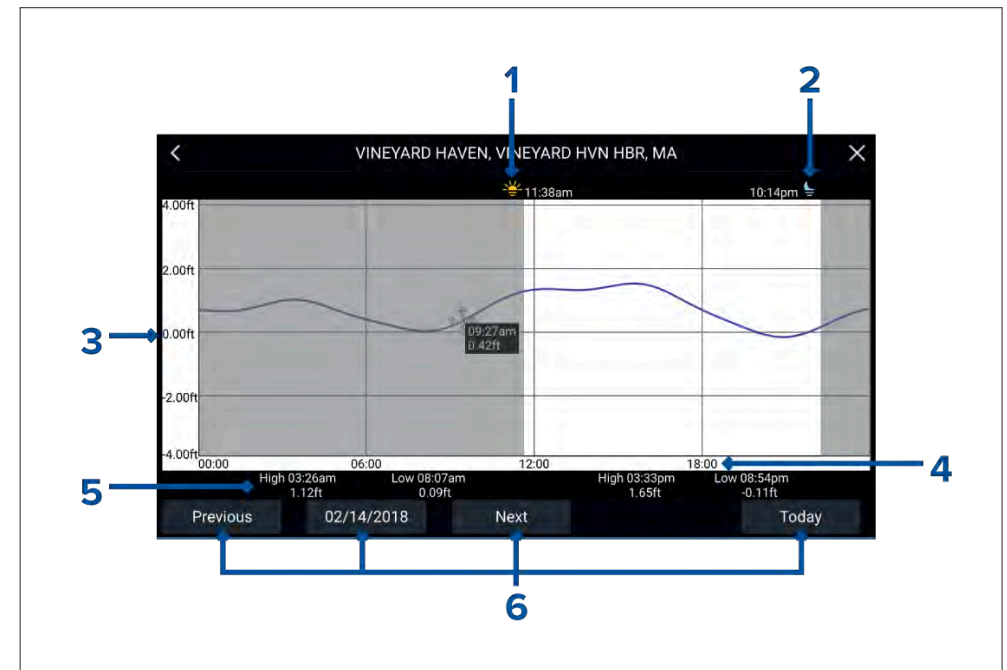 1 2
VINEYARD HAVEN, VINEYARD HVN HBR, MA
11:38am 10:14pm
4.00ft
2.00ft
3 0.00ft
09:27am
0.42ft
-2.00ft
-4.00ft
00:00 06:00 12:00 18:00 4
5 High 03:26am Low 08:07am High 03:33pm Low 08:54pm
1.12ft 0.09ft 1.65ft -0.11ft
Previous 02/14/2018 Next Today
6